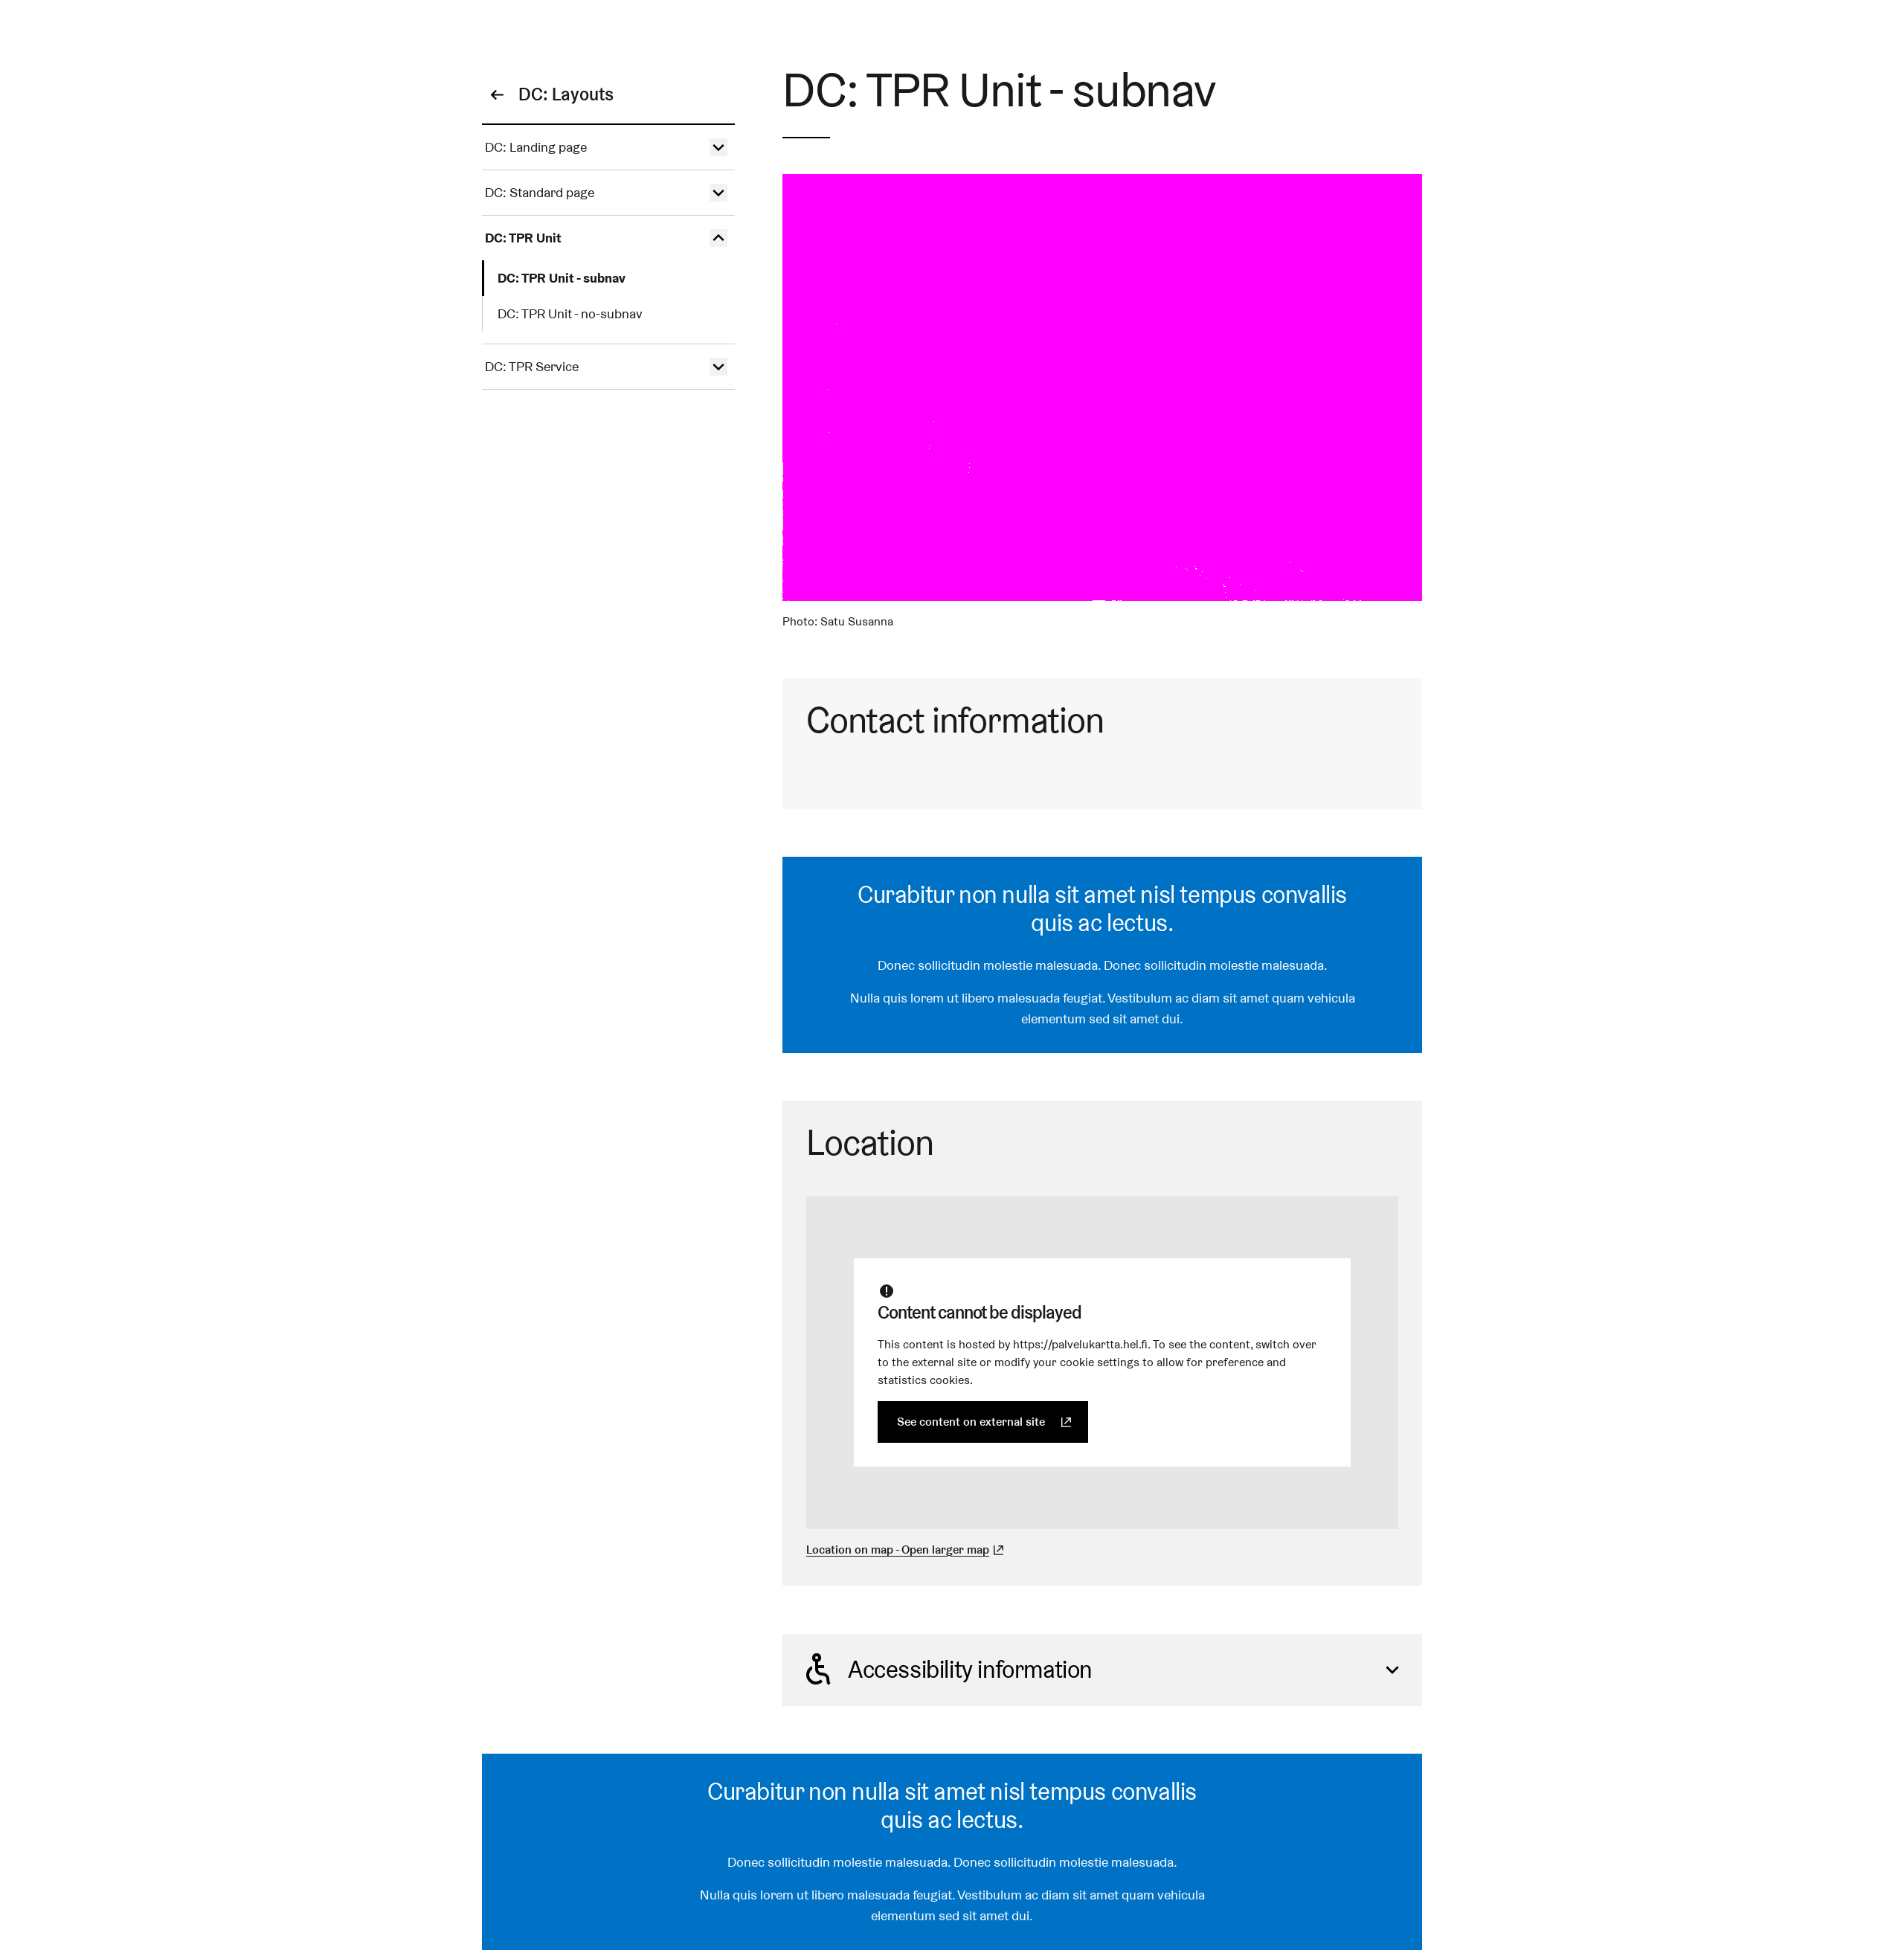 DC: Layouts
DC: Landing page
DC: Standard page
DC: TPR Unit
DC: TPR Unit - subnav
DC: TPR Unit - no-subnav
DC: TPR Service
DC: TPR Unit - subnav
Photo: Satu Susanna
Contact information
Curabitur non nulla sit amet nisl tempus convallis
quis ac lectus.
Donec sollicitudin molestie malesuada. Donec sollicitudin molestie malesuada.
Nulla quis lorem ut libero malesuada feugiat. Vestibulum ac diam sit amet quam vehicula
elementum sed sit amet dui.
Location
Content cannot be displayed
This content is hosted by https://palvelukartta.hel.fi. To see the content, switch over
to the external site or modify your cookie settings to allow for preference and
statistics cookies.
See content on external site
Location on map - Open larger map
Accessibility information
Curabitur non nulla sit amet nisl tempus convallis
quis ac lectus.
Donec sollicitudin molestie malesuada. Donec sollicitudin molestie malesuada.
Nulla quis lorem ut libero malesuada feugiat. Vestibulum ac diam sit amet quam vehicula
elementum sed sit amet dui.